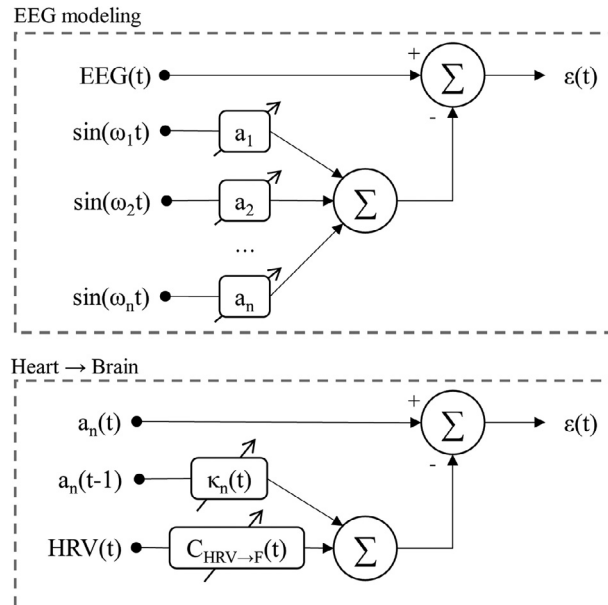 EEG modeling
EEG(t)
+
Σ
ε(t)
-
sin(ω₁t)
a₁
sin(ω₂t)
a₂
Σ
...
sin(ωₙt)
aₙ
Heart → Brain
aₙ(t)
+
Σ
ε(t)
-
aₙ(t-1)
κₙ(t)
HRV(t)
C_HRV→F(t)
Σ